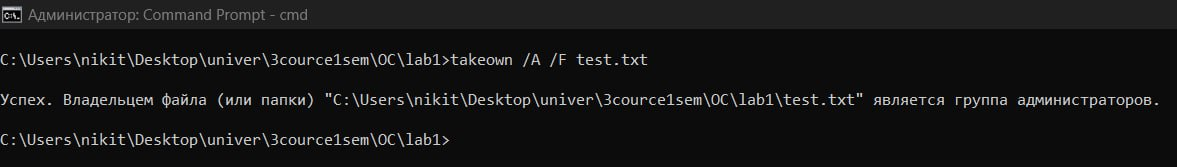 Администратор: Command Prompt - cmd
C:\Users\nikit\Desktop\univer\3cource1sem\OC\lab1>takeown /A /F test.txt
Успех. Владельцем файла (или папки) "C:\Users\nikit\Desktop\univer\3cource1sem\OC\lab1\test.txt" является группа администраторов.
C:\Users\nikit\Desktop\univer\3cource1sem\OC\lab1>